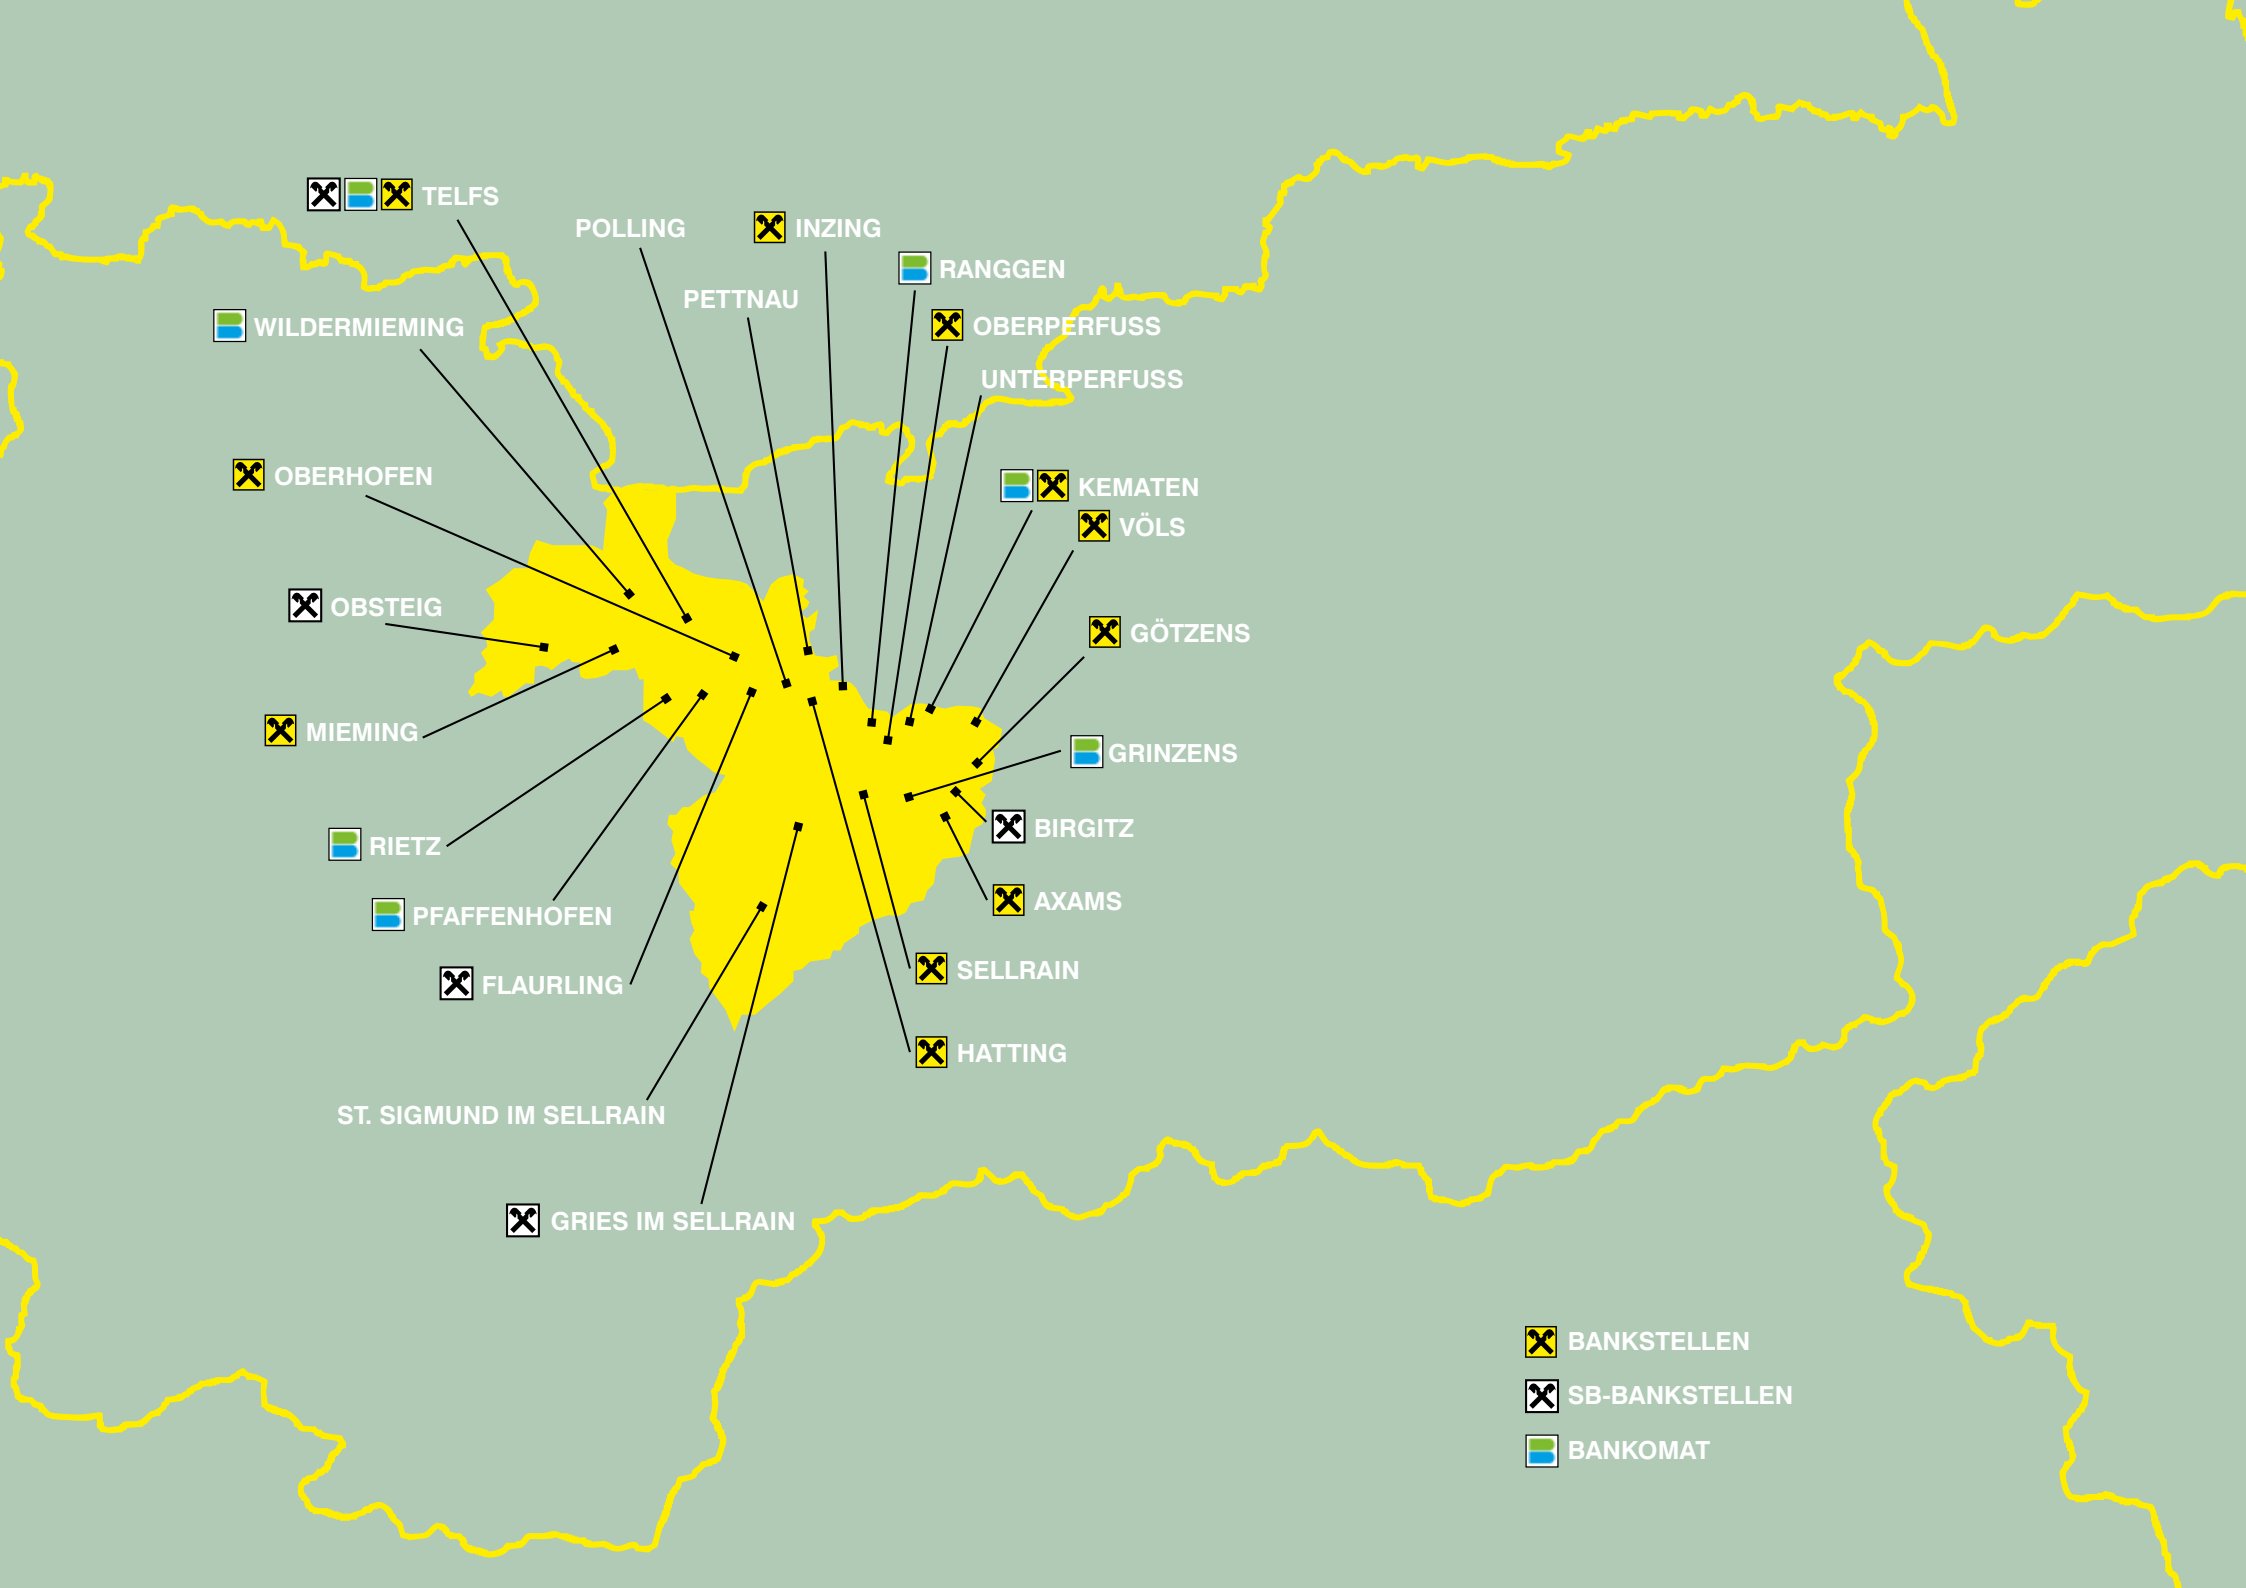 TELFS
POLLING
INZING
RANGGEN
PETTNAU
OBERPERFUSS
WILDERMIEMING
UNTERPERFUSS
OBERHOFEN
KEMATEN
VÖLS
OBSTEIG
GÖTZENS
MIEMING
GRINZENS
BIRGITZ
RIETZ
AXAMS
PFAFFENHOFEN
SELLRAIN
FLAURLING
HATTING
ST. SIGMUND IM SELLRAIN
GRIES IM SELLRAIN
BANKSTELLEN
SB-BANKSTELLEN
BANKOMAT